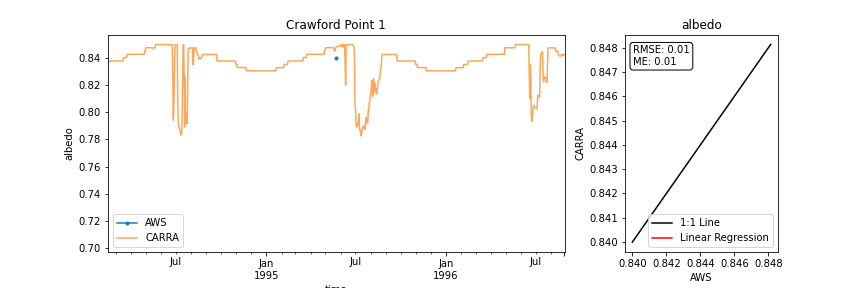 Crawford Point 1
albedo
0.84
0.82
0.80
0.78
0.76
0.74
0.72
0.70
AWS
CARRA
Jul
Jan
1995
Jul
Jan
1996
Jul
time
albedo
CARRA
0.848
0.847
0.846
0.845
0.844
0.843
0.842
0.841
0.840
RMSE: 0.01
ME: 0.01
1:1 Line
Linear Regression
0.840 0.842 0.844 0.846 0.848
AWS